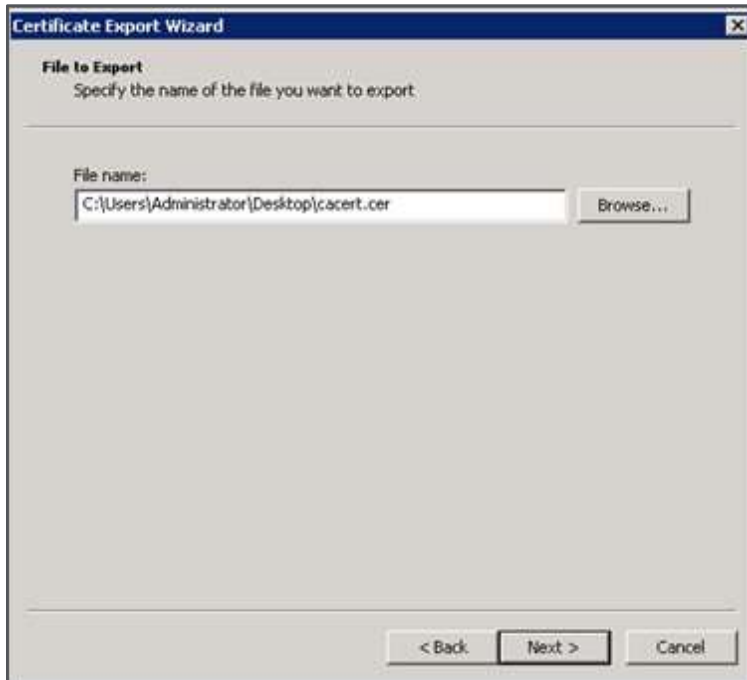 Certificate Export Wizard
File to Export
Specify the name of the file you want to export
File name:
C:\Users\Administrator\Desktop\cacert.cer
Browse...
< Back
Next >
Cancel